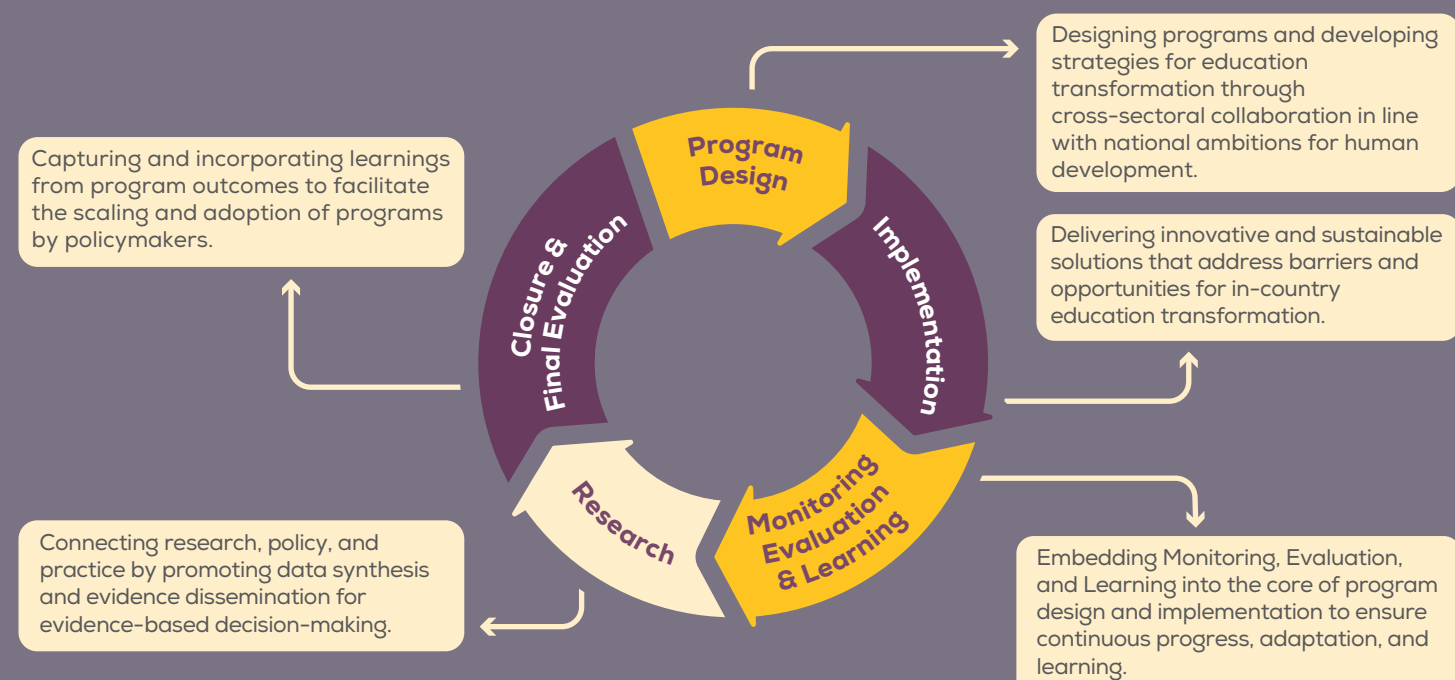 Program
Design
Designing programs and developing
strategies for education
transformation through
cross-sectoral collaboration in line
with national ambitions for human
development.
Implementation
Delivering innovative and sustainable
solutions that address barriers and
opportunities for in-country
education transformation.
Monitoring
Evaluation
& Learning
Embedding Monitoring, Evaluation,
and Learning into the core of program
design and implementation to ensure
continuous progress, adaptation, and
learning.
Research
Connecting research, policy, and
practice by promoting data synthesis
and evidence dissemination for
evidence-based decision-making.
Closure &
Final Evaluation
Capturing and incorporating learnings
from program outcomes to facilitate
the scaling and adoption of programs
by policymakers.